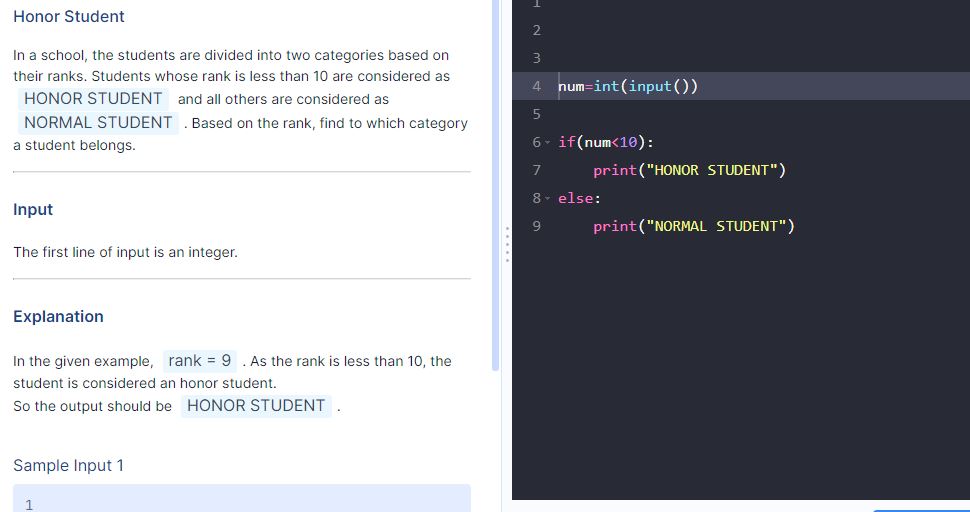 Honor Student
In a school, the students are divided into two categories based on
their ranks. Students whose rank is less than 10 are considered as
HONOR STUDENT and all others are considered as
NORMAL STUDENT . Based on the rank, find to which category
a student belongs.
Input
The first line of input is an integer.
Explanation
In the given example, rank = 9 . As the rank is less than 10, the
student is considered an honor student.
So the output should be HONOR STUDENT .
Sample Input 1
1
1
2
3
4 num=int(input())
5
6 if(num<10):
7 print("HONOR STUDENT")
8 else:
9 print("NORMAL STUDENT")